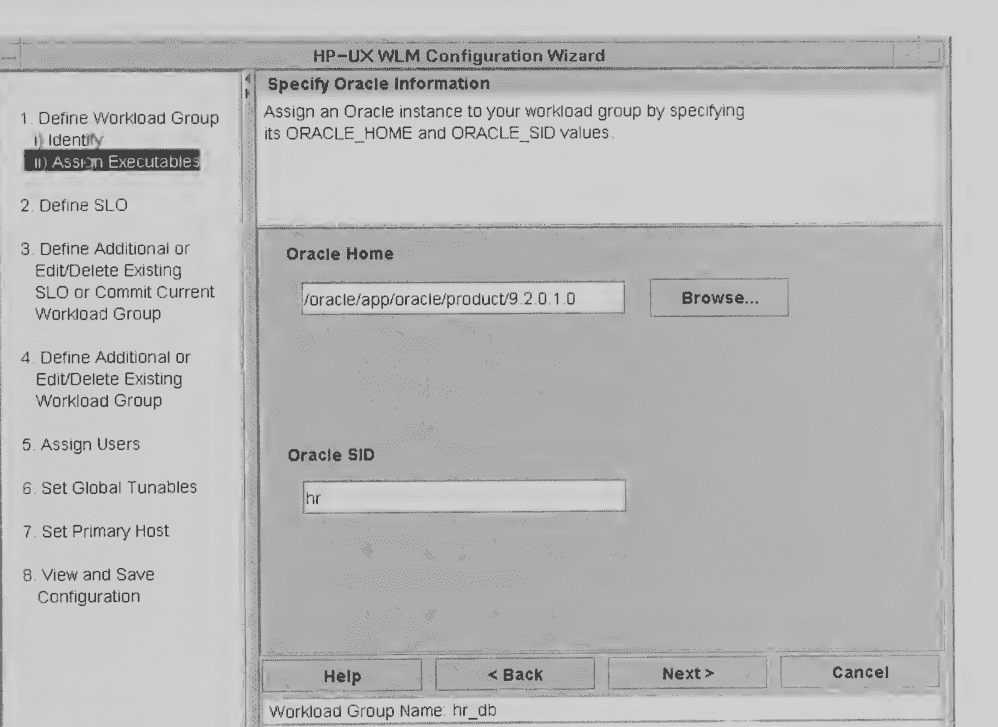 HP-UX WLM Configuration Wizard
1. Define Workload Group
i) Identify
ii) Assign Executables
2. Define SLO
3. Define Additional or
Edit/Delete Existing
SLO or Commit Current
Workload Group
4. Define Additional or
Edit/Delete Existing
Workload Group
5. Assign Users
6. Set Global Tunables
7. Set Primary Host
8. View and Save
Configuration
Specify Oracle Information
Assign an Oracle instance to your workload group by specifying
its ORACLE_HOME and ORACLE_SID values.
Oracle Home
/oracle/app/oracle/product/9.2.0.1.0
Browse...
Oracle SID
hr
Help
< Back
Next >
Cancel
Workload Group Name: hr_db